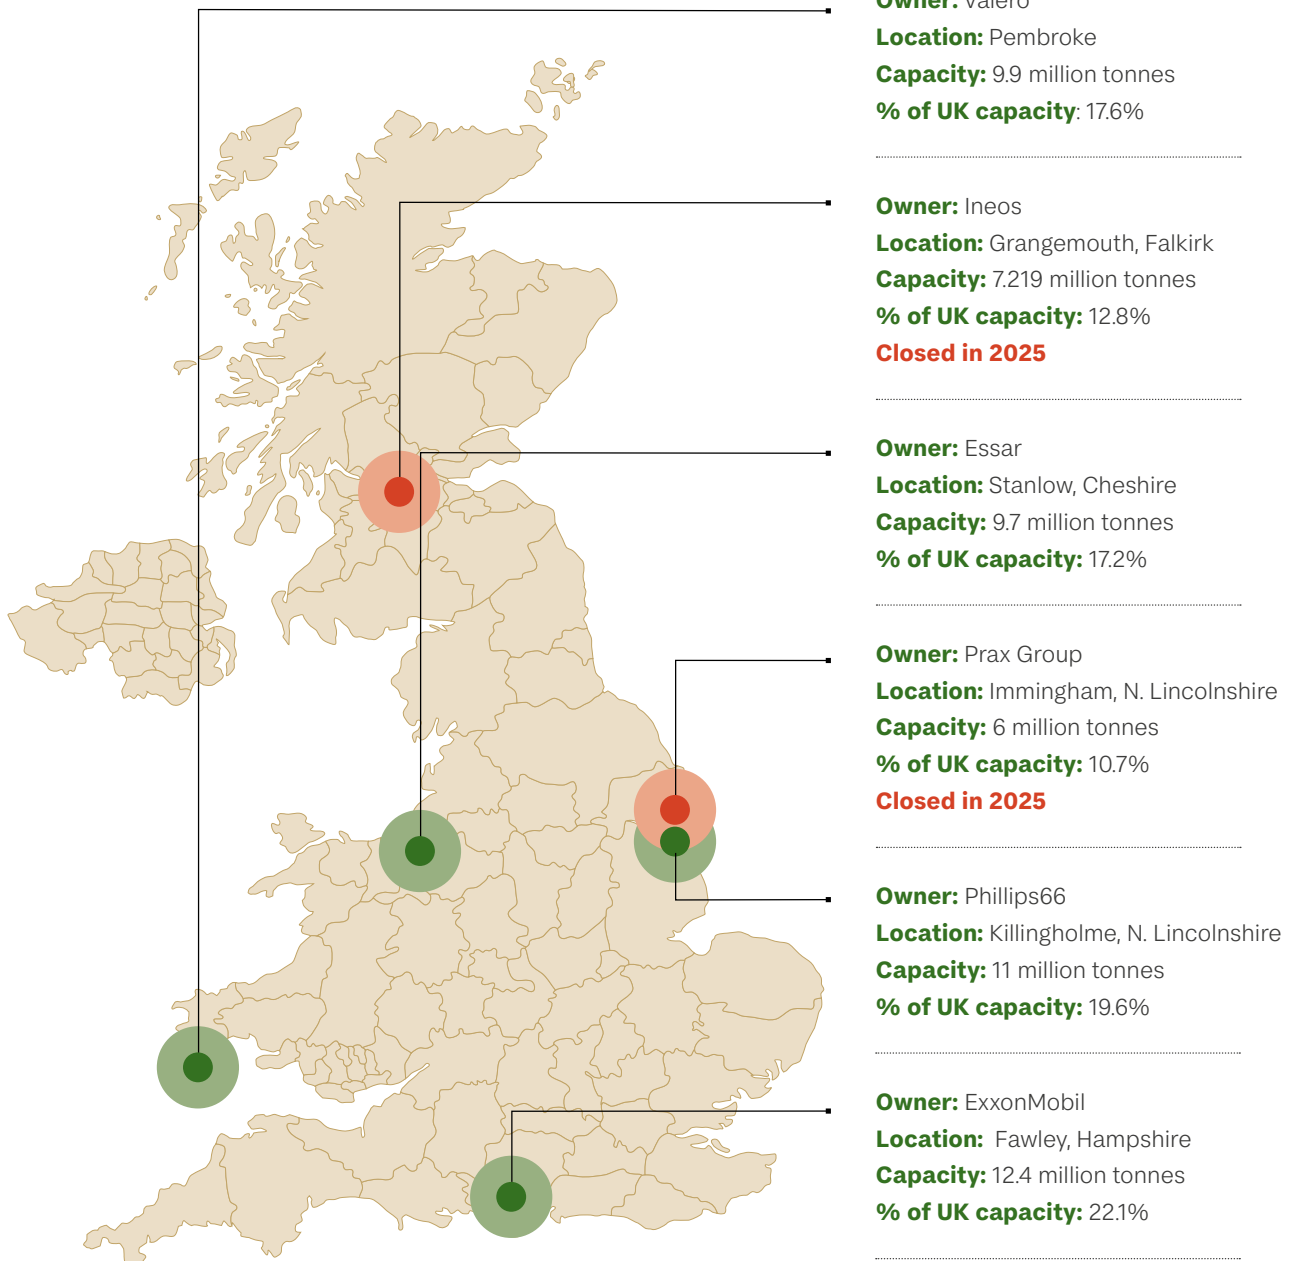 Owner: Valero
Location: Pembroke
Capacity: 9.9 million tonnes
% of UK capacity: 17.6%
Owner: Ineos
Location: Grangemouth, Falkirk
Capacity: 7.219 million tonnes
% of UK capacity: 12.8%
Closed in 2025
Owner: Essar
Location: Stanlow, Cheshire
Capacity: 9.7 million tonnes
% of UK capacity: 17.2%
Owner: Prax Group
Location: Immingham, N. Lincolnshire
Capacity: 6 million tonnes
% of UK capacity: 10.7%
Closed in 2025
Owner: Phillips66
Location: Killingholme, N. Lincolnshire
Capacity: 11 million tonnes
% of UK capacity: 19.6%
Owner: ExxonMobil
Location: Fawley, Hampshire
Capacity: 12.4 million tonnes
% of UK capacity: 22.1%